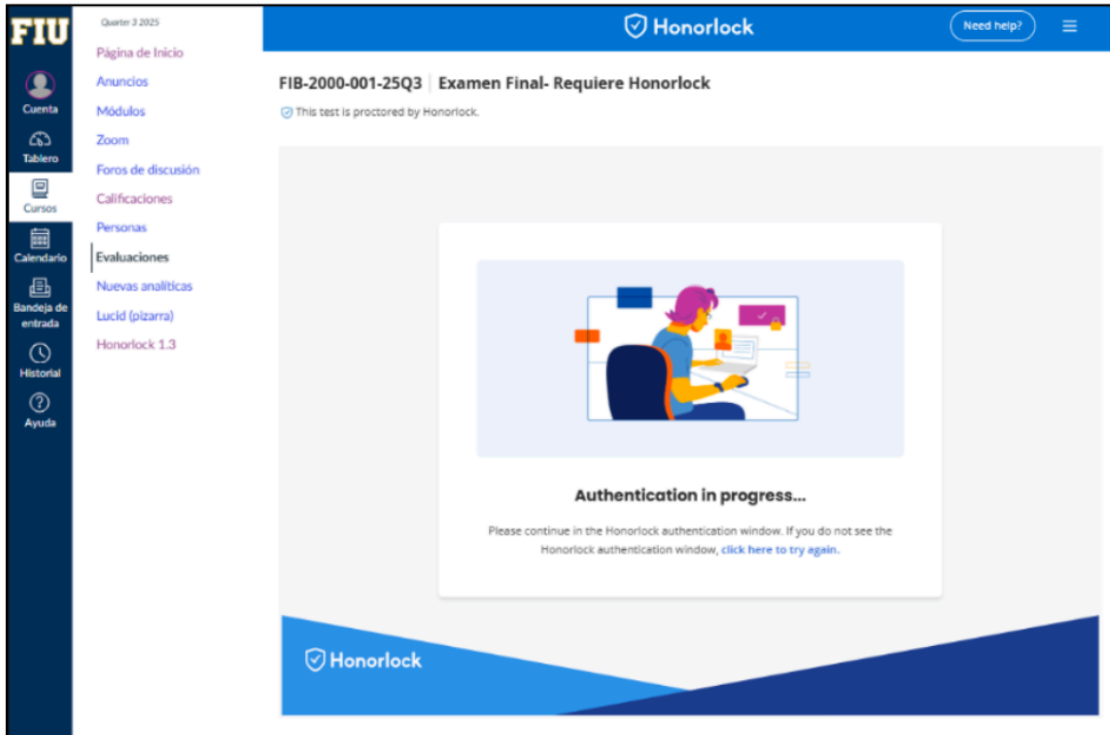 FIU
Cuenta
Tablero
Cursos
Calendario
Bandeja de
entrada
Historial
Ayuda
Quarter 3 2025
Página de Inicio
Anuncios
Módulos
Zoom
Foros de discusión
Calificaciones
Personas
Evaluaciones
Nuevas analíticas
Lucid (pizarra)
Honorlock 1.3
Honorlock
Need help?
FIB-2000-001-25Q3 | Examen Final- Requiere Honorlock
This test is proctored by Honorlock.
Authentication in progress...
Please continue in the Honorlock authentication window. If you do not see the
Honorlock authentication window, click here to try again.
Honorlock